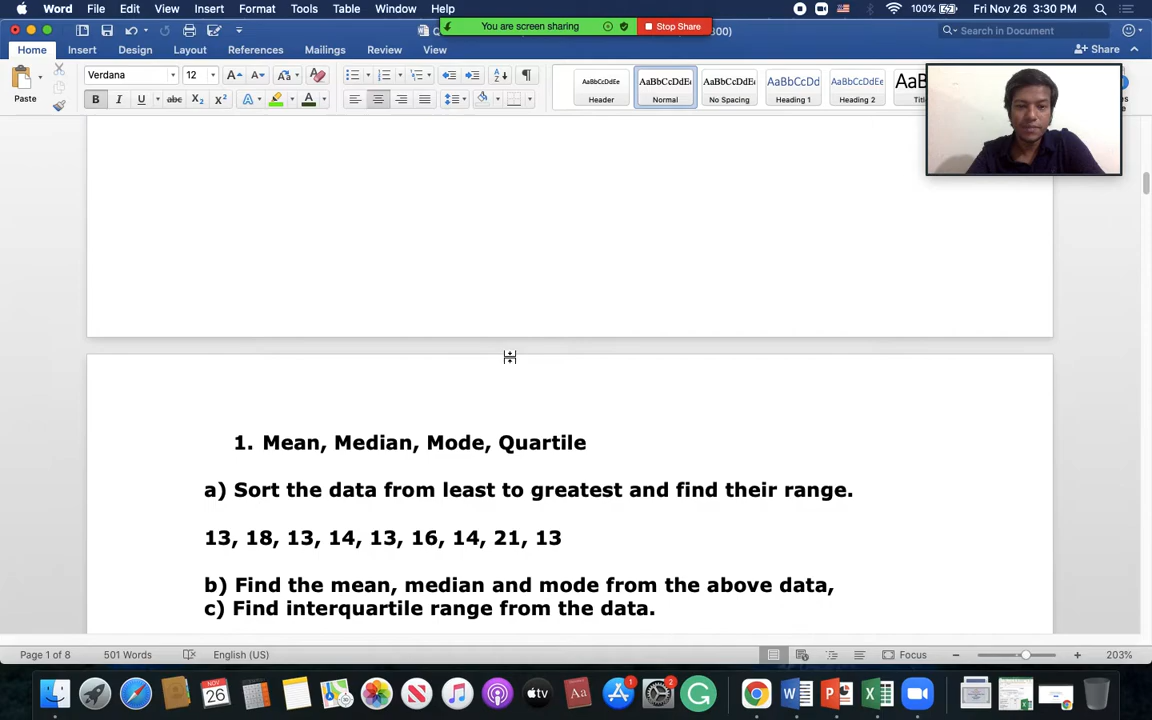 Word File Edit View Insert Format Tools Table Window Help 100% Fri Nov 26 3:30 PM
You are screen sharing Stop Share
Search in Document
Home Insert Design Layout References Mailings Review View Share
Paste Verdana 12
AaBbCcDdEe AaBbCcDdEe AaBbCcDdEe AaBbCcDd AaBbCcDdEe
Header Normal No Spacing Heading 1 Heading 2
1. Mean, Median, Mode, Quartile
a) Sort the data from least to greatest and find their range.
13, 18, 13, 14, 13, 16, 14, 21, 13
b) Find the mean, median and mode from the above data,
c) Find interquartile range from the data.
Page 1 of 8 501 Words English (US) Focus 203%
NOV
26
tv